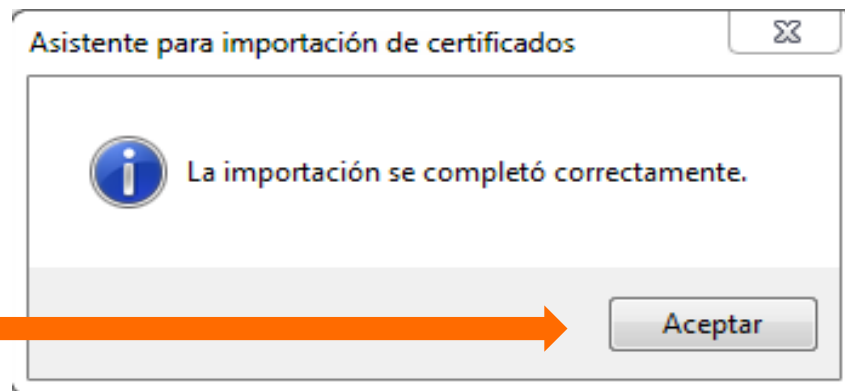 Asistente para importación de certificados
La importación se completó correctamente.
Aceptar